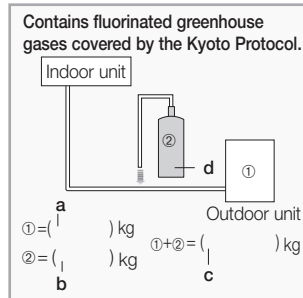 Contains fluorinated greenhouse
gases covered by the Kyoto Protocol.
Indoor unit
②
d
①
a
Outdoor unit
①=( ) kg
①+②= ( ) kg
②= ( ) kg
b
c